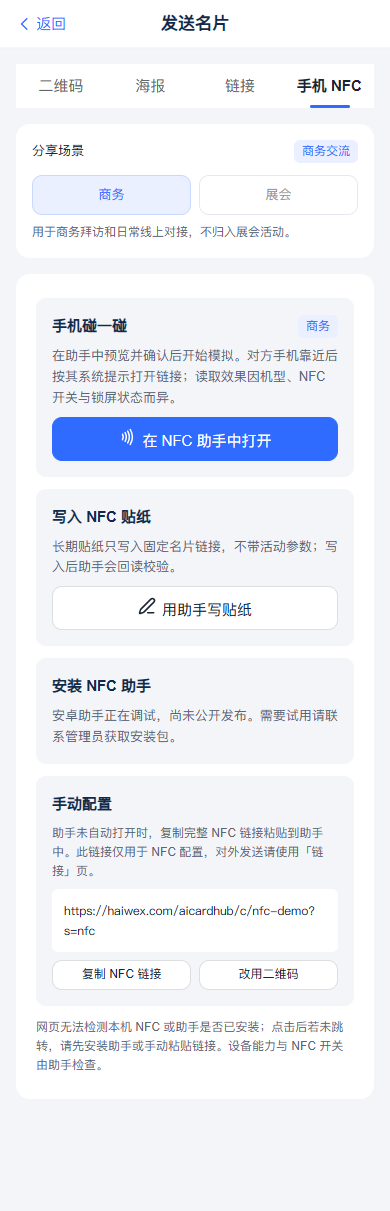 返回
发送名片
二维码
海报
链接
手机 NFC
分享场景
商务交流
商务
展会
用于商务拜访和日常线上对接，不归入展会活动。
手机碰一碰
商务
在助手中预览并确认后开始模拟。对方手机靠近后
按其系统提示打开链接；读取效果因机型、NFC
开关与锁屏状态而异。
在 NFC 助手中打开
写入 NFC 贴纸
长期贴纸只写入固定名片链接，不带活动参数；写
入后助手会回读校验。
用助手写贴纸
安装 NFC 助手
安卓助手正在调试，尚未公开发布。需要试用请联
系管理员获取安装包。
手动配置
助手未自动打开时，复制完整 NFC 链接粘贴到助手
中。此链接仅用于 NFC 配置，对外发送请使用「链
接」页。
https://haiwex.com/aicardhub/c/nfc-demo?
s=nfc
复制 NFC 链接
改用二维码
网页无法检测本机 NFC 或助手是否已安装；点击后若未跳
转，请先安装助手或手动粘贴链接。设备能力与 NFC 开关
由助手检查。